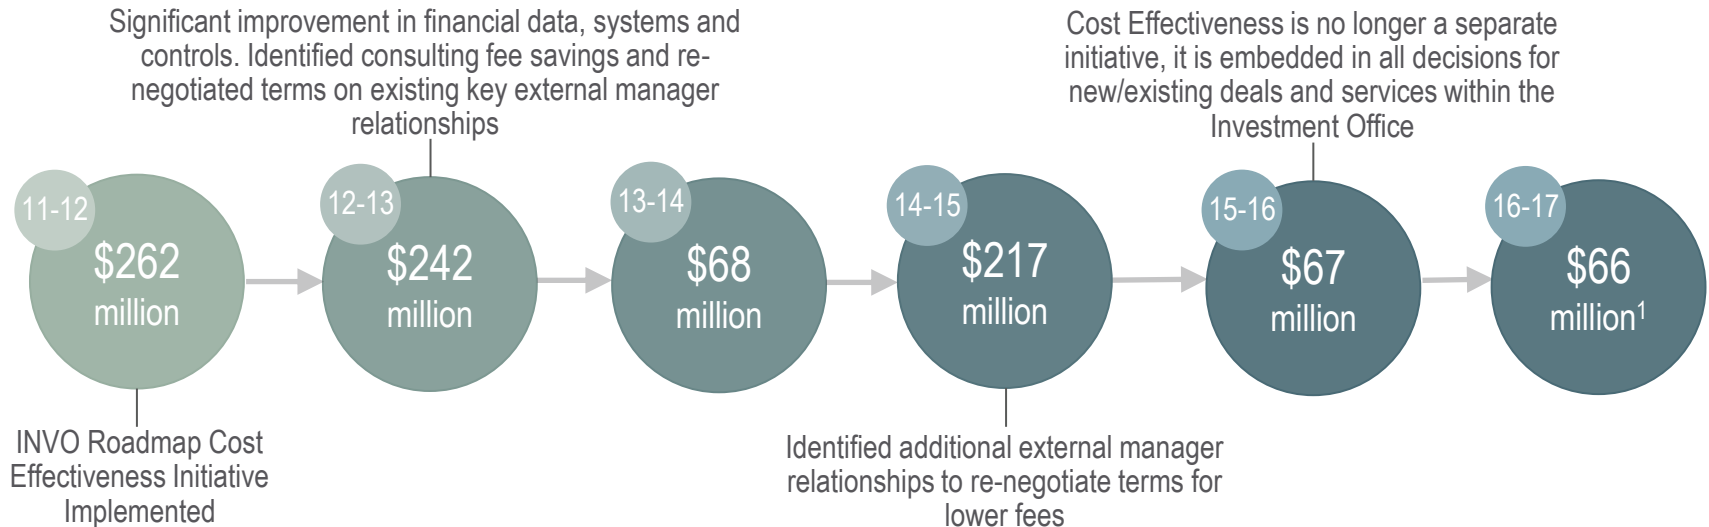 Significant improvement in financial data, systems and
controls. Identified consulting fee savings and re-
negotiated terms on existing key external manager
relationships
Cost Effectiveness is no longer a separate
initiative, it is embedded in all decisions for
new/existing deals and services within the
Investment Office
11-12
$262
million
12-13
$242
million
13-14
$68
million
14-15
$217
million
15-16
$67
million
16-17
$66
million¹
INVO Roadmap Cost
Effectiveness Initiative
Implemented
Identified additional external manager
relationships to re-negotiate terms for
lower fees